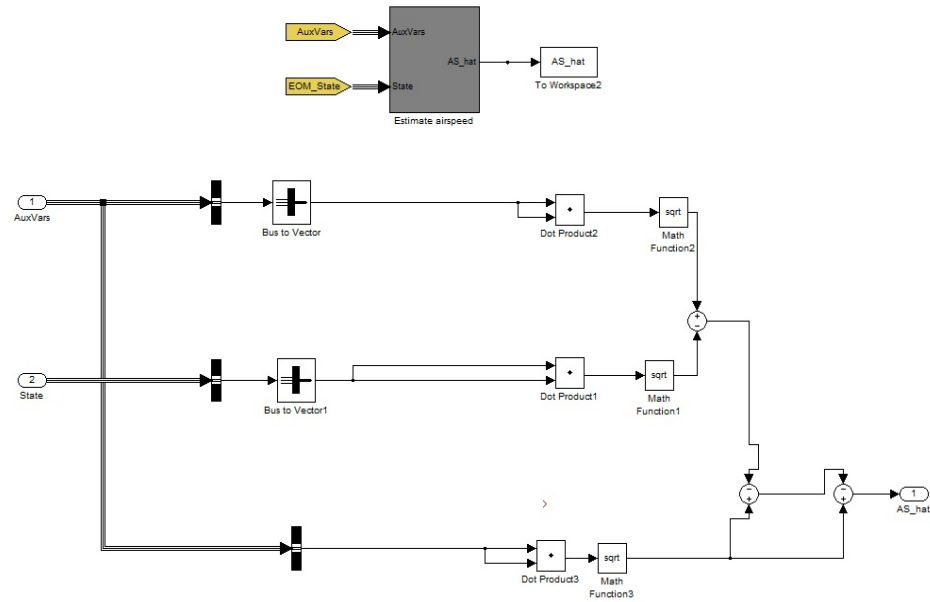 AuxVars
AuxVars
AS_hat
AS_hat
EOM_State
State
To Workspace2
Estimate airspeed
1
AuxVars
Bus to Vector
Dot Product2
sqrt
Math
Function2
+
−
2
State
Bus to Vector1
Dot Product1
sqrt
Math
Function1
−
+
−
+
1
AS_hat
Dot Product3
sqrt
Math
Function3